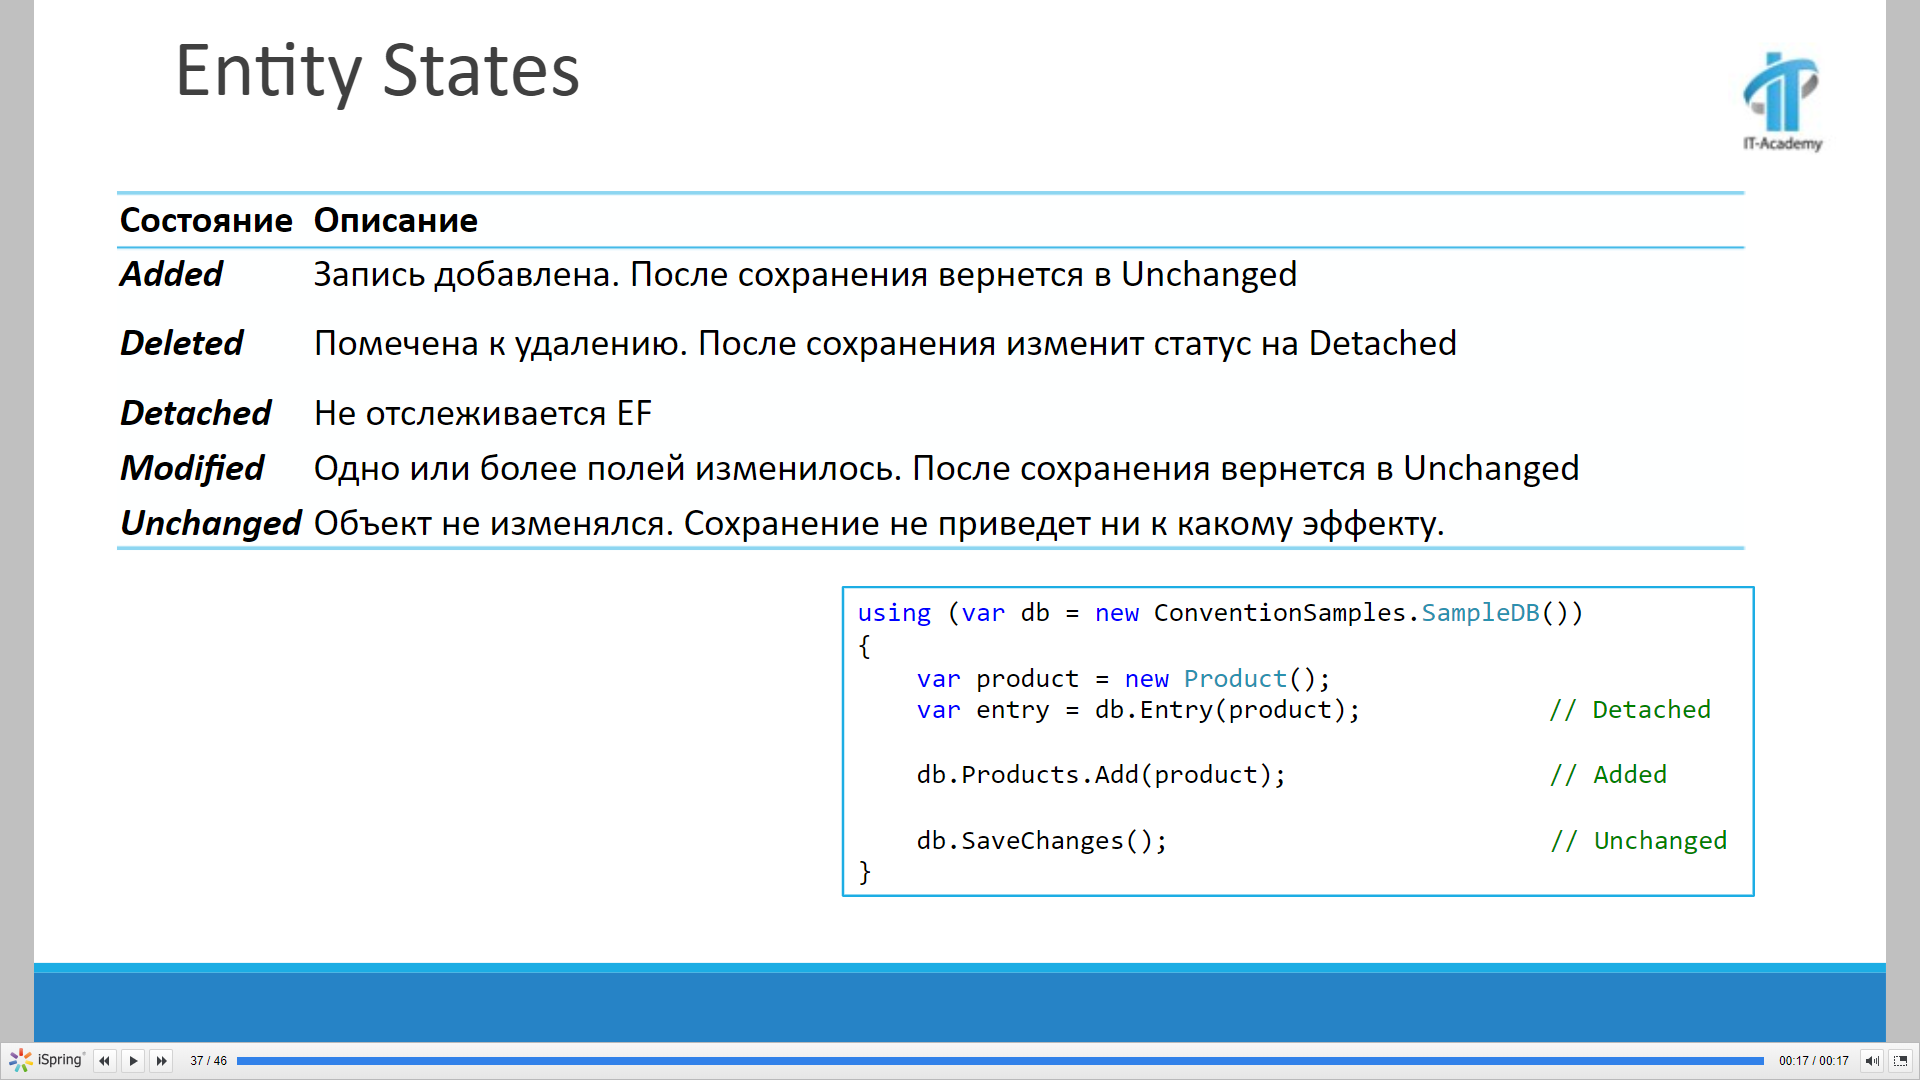 Entity States
IT-Academy
Состояние Описание
Added Запись добавлена. После сохранения вернется в Unchanged
Deleted Помечена к удалению. После сохранения изменит статус на Detached
Detached Не отслеживается EF
Modified Одно или более полей изменилось. После сохранения вернется в Unchanged
Unchanged Объект не изменялся. Сохранение не приведет ни к какому эффекту.
using (var db = new ConventionSamples.SampleDB())
{
    var product = new Product();
    var entry = db.Entry(product); // Detached
    db.Products.Add(product); // Added
    db.SaveChanges(); // Unchanged
}
iSpring 37 / 46 00:17 / 00:17